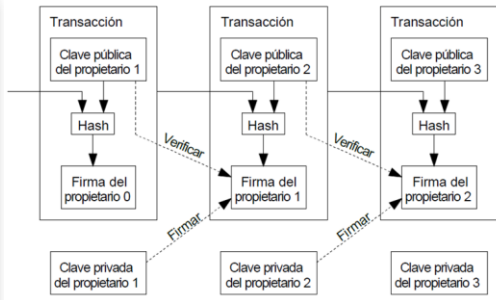 Transacción
Transacción
Transacción
Clave pública
del propietario 1
Clave pública
del propietario 2
Clave pública
del propietario 3
Hash
Hash
Hash
Verificar
Verificar
Firma del
propietario 0
Firma del
propietario 1
Firma del
propietario 2
Firmar
Firmar
Clave privada
del propietario 1
Clave privada
del propietario 2
Clave privada
del propietario 3